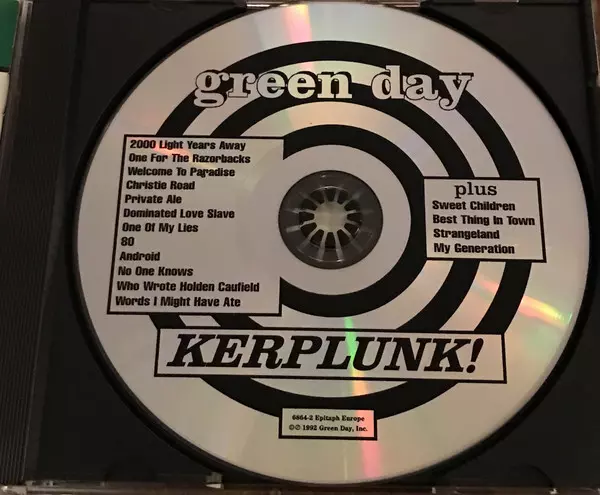 green day
2000 Light Years Away
One For The Razorbacks
Welcome To Paradise
Christie Road
Private Ale
Dominated Love Slave
One Of My Lies
80
Android
No One Knows
Who Wrote Holden Caufield
Words I Might Have Ate
plus
Sweet Children
Best Thing In Town
Strangeland
My Generation
KERPLUNK!
6864-2 Epitaph Europe
©℗ 1992 Green Day, Inc.